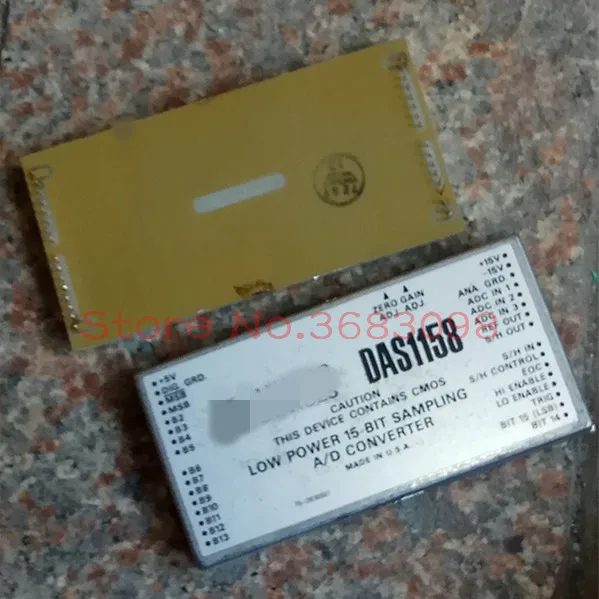 Store No.3683098
ZERO GAIN
ADJ ADJ
+15V
-15V
ANA GRD
ADC IN 1
ADC IN 2
ADC IN 3
REF OUT
S/H OUT
DAS1158
CAUTION
THIS DEVICE CONTAINS CMOS
LOW POWER 15-BIT SAMPLING
A/D CONVERTER
MADE IN U.S.A.
+5V
DIG GRD
MSB
MSB
B2
B3
B4
B5
B6
B7
B8
B9
B10
B11
B12
B13
S/H IN
S/H CONTROL
EOC
HI ENABLE
LO ENABLE
TRIG
BIT 15 (LSB)
BIT 14